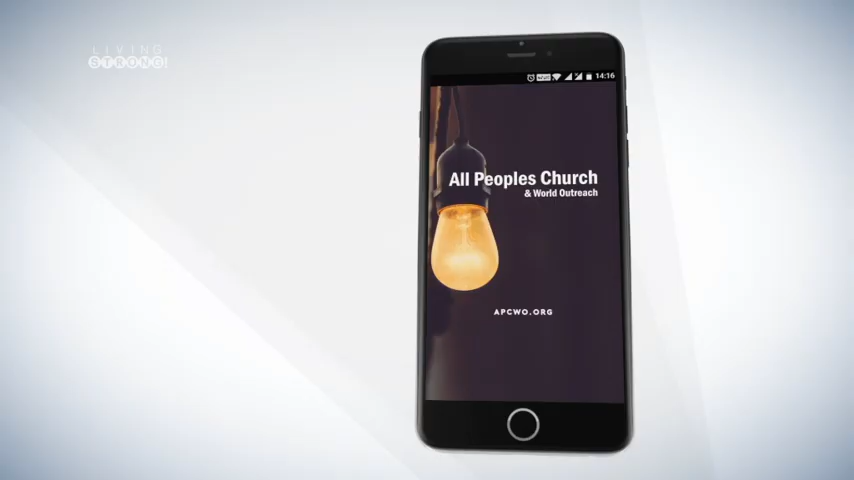 LIVING
STRONG!
14:16
All Peoples Church
& World Outreach
APCWO.ORG